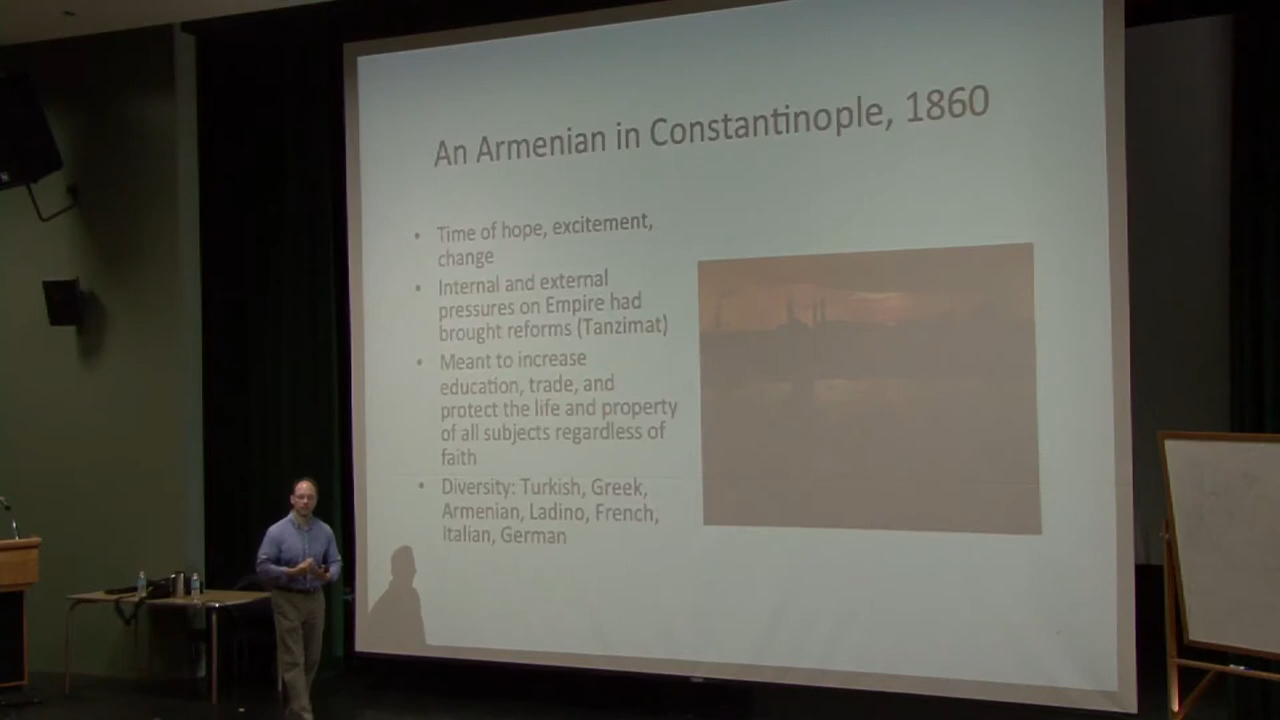 An Armenian in Constantinople, 1860
• Time of hope, excitement,
change
• Internal and external
pressures on Empire had
brought reforms (Tanzimat)
• Meant to increase
education, trade, and
protect the life and property
of all subjects regardless of
faith
• Diversity: Turkish, Greek,
Armenian, Ladino, French,
Italian, German